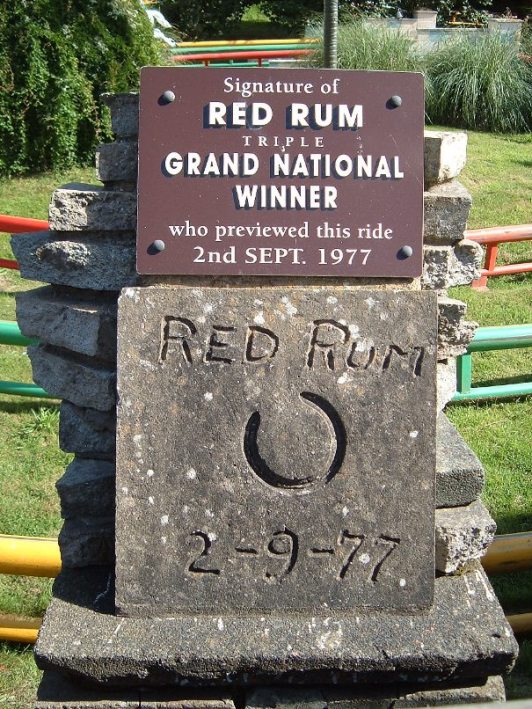 Signature of
RED RUM
TRIPLE
GRAND NATIONAL
WINNER
who previewed this ride
2nd SEPT. 1977
RED RUM
2-9-77